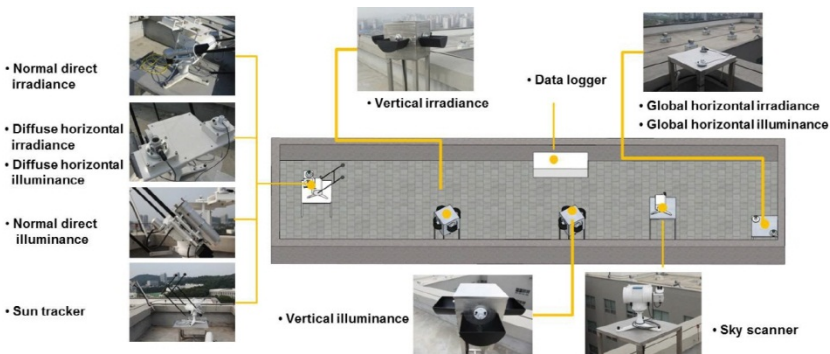 • Normal direct
irradiance
• Diffuse horizontal
irradiance
• Diffuse horizontal
illuminance
• Normal direct
illuminance
• Sun tracker
• Vertical irradiance
• Data logger
• Global horizontal irradiance
• Global horizontal illuminance
• Vertical illuminance
• Sky scanner